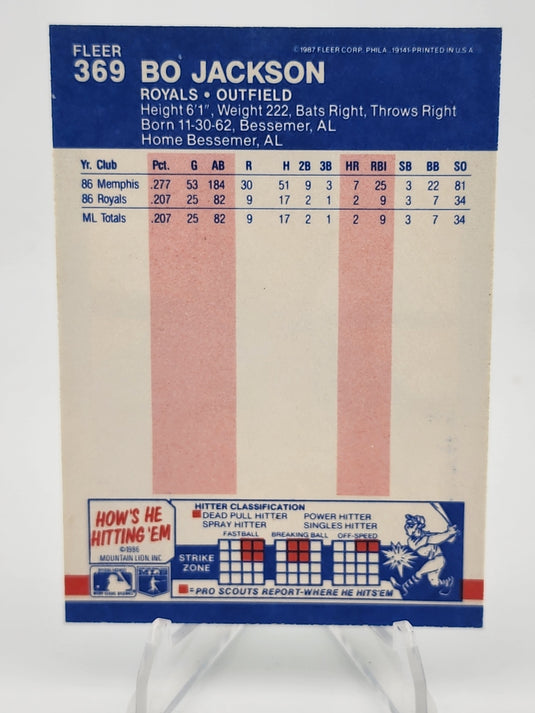 FLEER
© 1987 FLEER CORP. PHILA. 19141-PRINTED IN U.S.A
369 BO JACKSON
ROYALS • OUTFIELD
Height 6'1", Weight 222, Bats Right, Throws Right
Born 11-30-62, Bessemer, AL
Home Bessemer, AL
Yr. Club Pct. G AB R H 2B 3B HR RBI SB BB SO
86 Memphis .277 53 184 30 51 9 3 7 25 3 22 81
86 Royals .207 25 82 9 17 2 1 2 9 3 7 34
ML Totals .207 25 82 9 17 2 1 2 9 3 7 34
HOW'S HE
HITTING 'EM
©1986
MOUNTAIN LION, INC
HITTER CLASSIFICATION
DEAD PULL HITTER POWER HITTER
SPRAY HITTER SINGLES HITTER
FASTBALL BREAKING BALL OFF-SPEED
STRIKE
ZONE
=PRO SCOUTS REPORT-WHERE HE HITS'EM